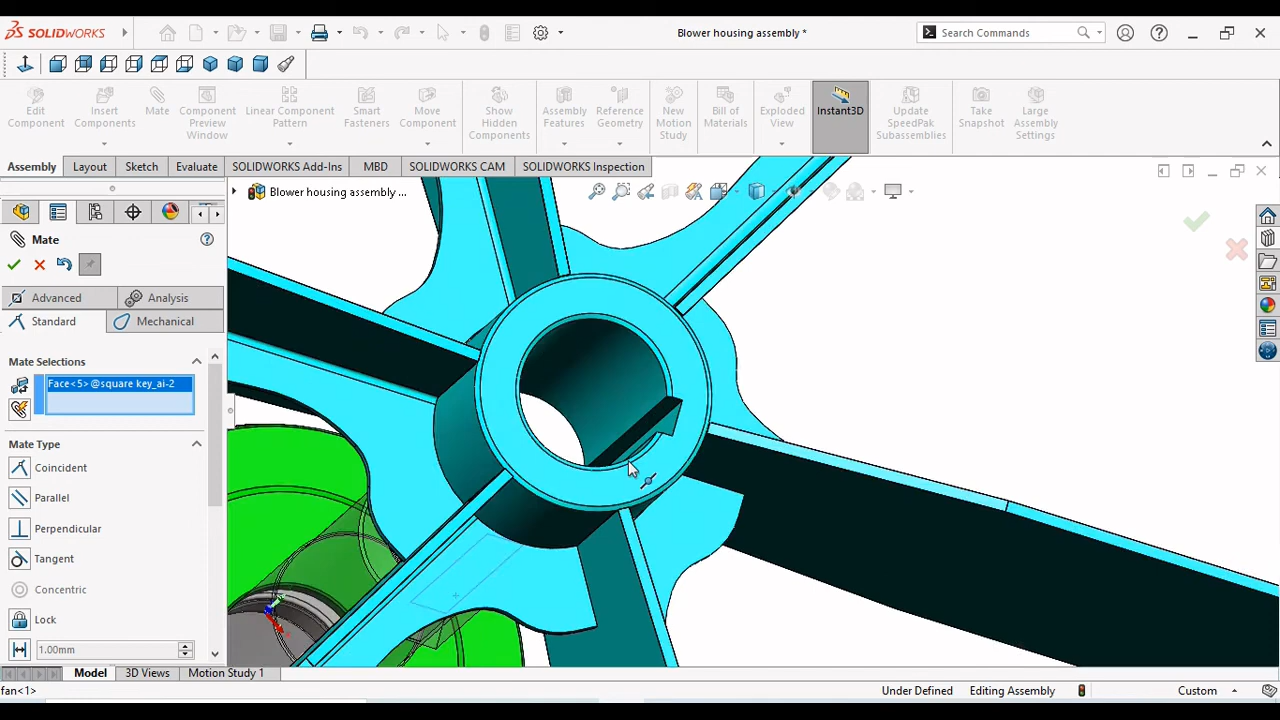 SOLIDWORKS
Blower housing assembly *
Search Commands
Edit Component
Insert Components
Mate
Component Preview Window
Linear Component Pattern
Smart Fasteners
Move Component
Show Hidden Components
Assembly Features
Reference Geometry
New Motion Study
Bill of Materials
Exploded View
Instant3D
Update SpeedPak Subassemblies
Take Snapshot
Large Assembly Settings
Assembly
Layout
Sketch
Evaluate
SOLIDWORKS Add-Ins
MBD
SOLIDWORKS CAM
SOLIDWORKS Inspection
Blower housing assembly ...
Mate
Advanced
Analysis
Standard
Mechanical
Mate Selections
Face<5>@square key_ai-2
Mate Type
Coincident
Parallel
Perpendicular
Tangent
Concentric
Lock
1.00mm
Model
3D Views
Motion Study 1
fan<1>
Under Defined
Editing Assembly
Custom